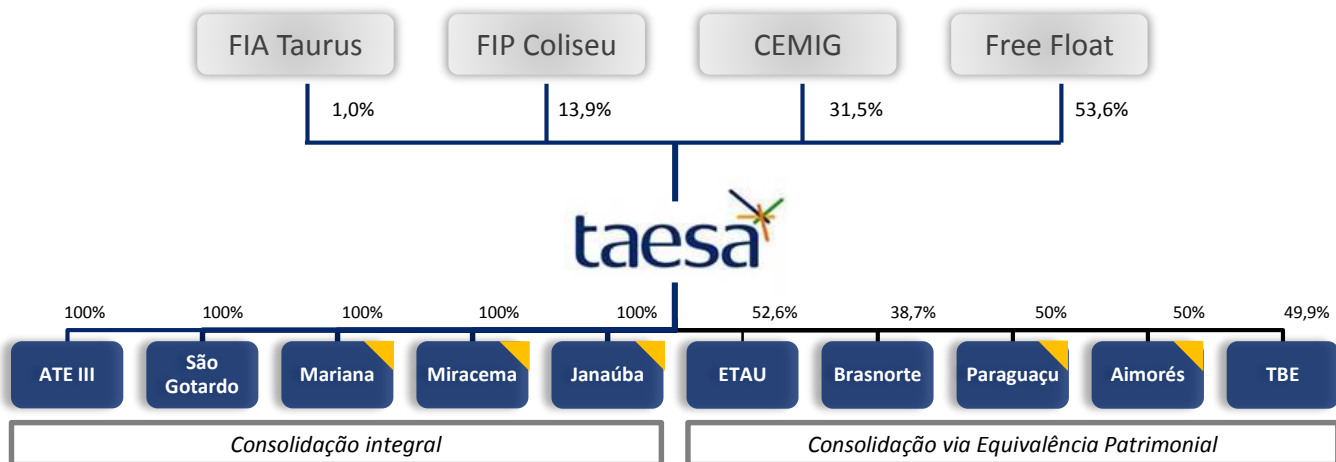 FIA Taurus
FIP Coliseu
CEMIG
Free Float
1,0%
13,9%
31,5%
53,6%
taesa
100%
100%
100%
100%
100%
52,6%
38,7%
50%
50%
49,9%
ATE III
São
Gotardo
Mariana
Miracema
Janaúba
ETAU
Brasnorte
Paraguaçu
Aimorés
TBE
Consolidação integral
Consolidação via Equivalência Patrimonial